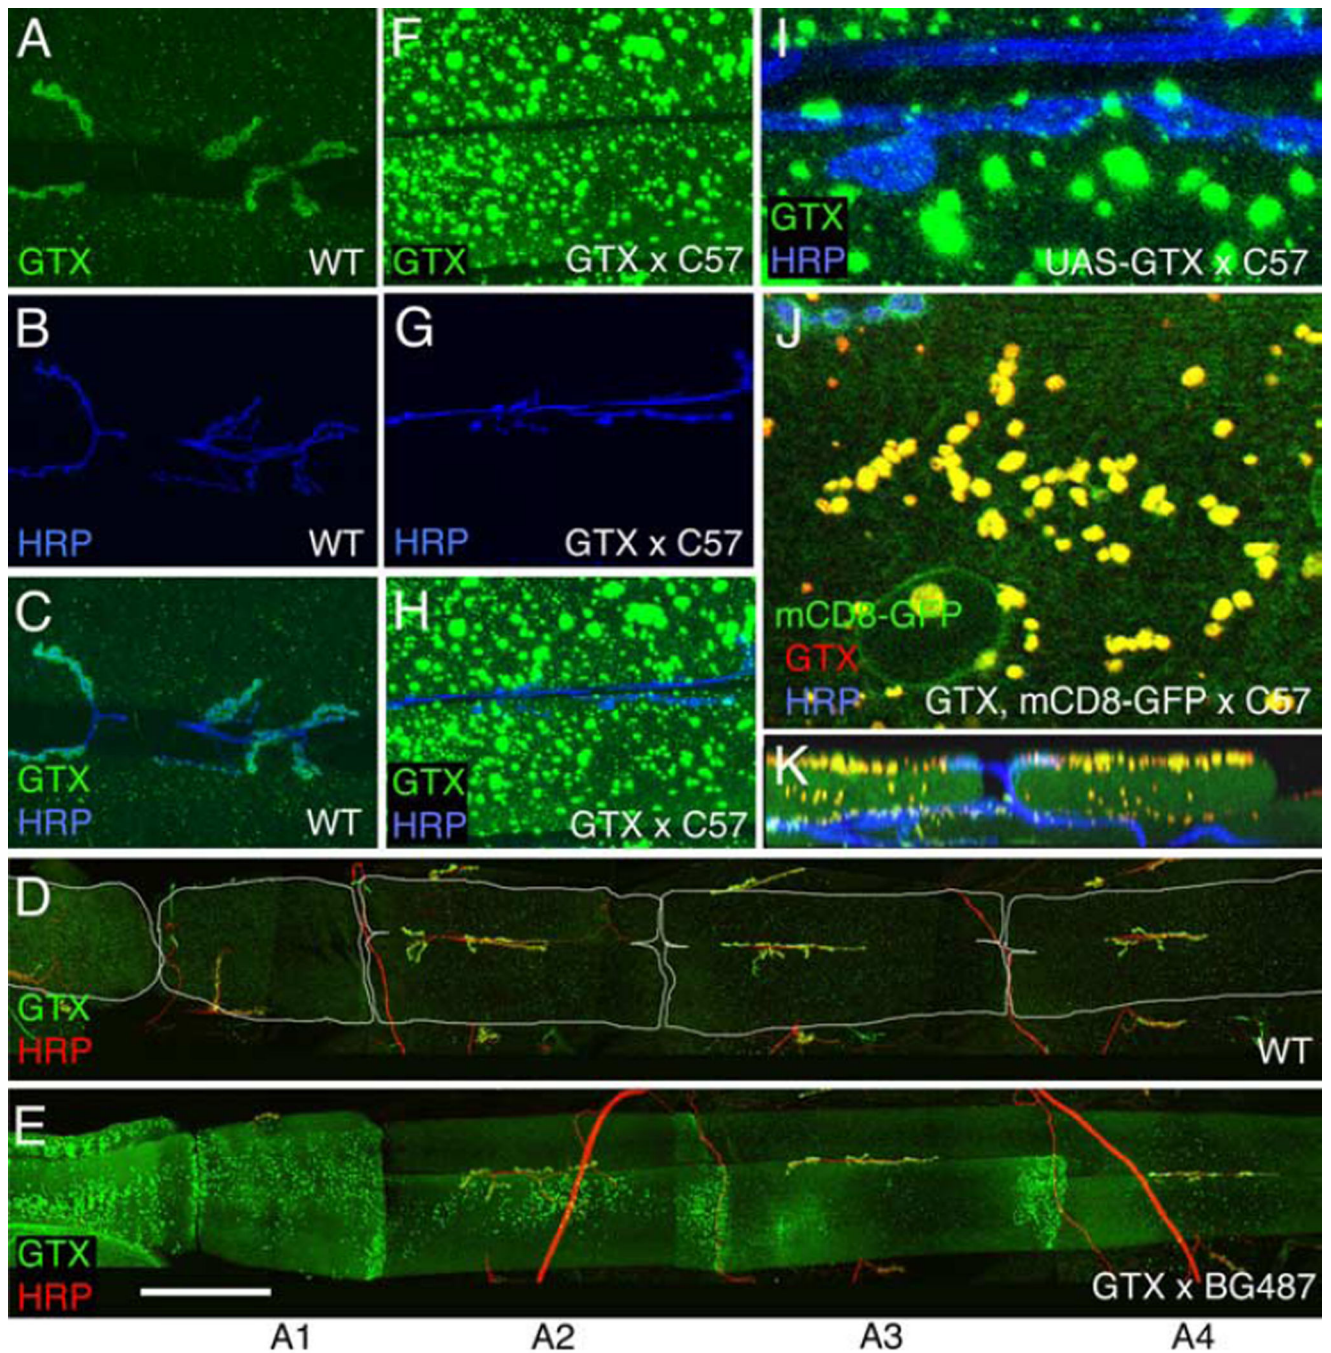 A
GTX WT
B
HRP WT
C
GTX
HRP WT
F
GTX GTX x C57
G
HRP GTX x C57
H
GTX
HRP GTX x C57
I
GTX
HRP UAS-GTX x C57
J
mCD8-GFP
GTX
HRP GTX, mCD8-GFP x C57
K
D
GTX
HRP WT
E
GTX
HRP GTX x BG487
A1 A2 A3 A4